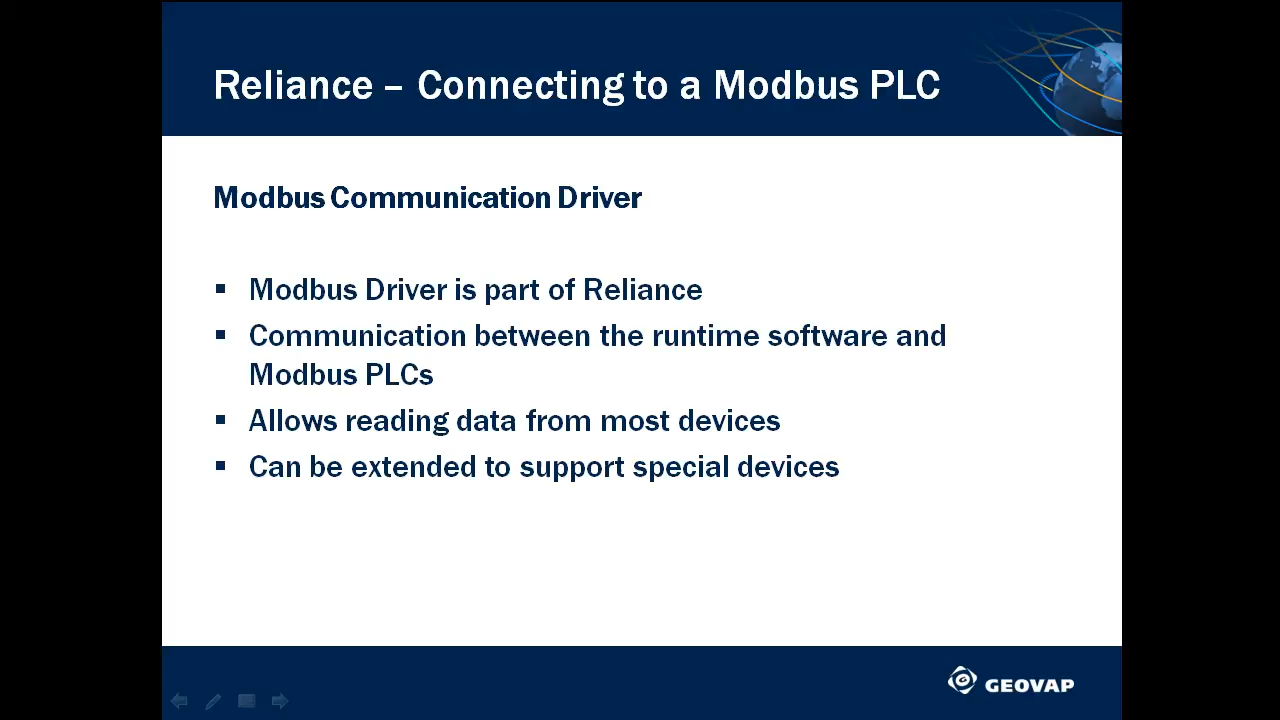 Reliance – Connecting to a Modbus PLC
Modbus Communication Driver
▪ Modbus Driver is part of Reliance
▪ Communication between the runtime software and
Modbus PLCs
▪ Allows reading data from most devices
▪ Can be extended to support special devices
GEOVAP